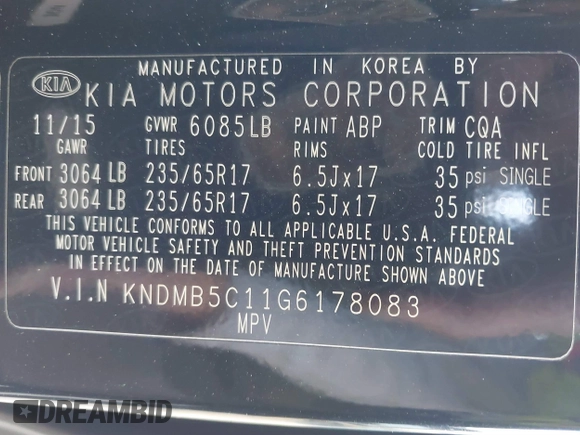 MANUFACTURED IN KOREA BY
KIA KIA MOTORS CORPORATION
11/15 GVWR 6085LB PAINT ABP TRIM CQA
GAWR TIRES RIMS COLD TIRE INFL
FRONT 3064 LB 235/65R17 6.5Jx17 35 psi SINGLE
REAR 3064 LB 235/65R17 6.5Jx17 35 psi SINGLE
THIS VEHICLE CONFORMS TO ALL APPLICABLE U.S.A. FEDERAL
MOTOR VEHICLE SAFETY AND THEFT PREVENTION STANDARDS
IN EFFECT ON THE DATE OF MANUFACTURE SHOWN ABOVE
V.I.N KNDMB5C11G6178083
MPV
DREAMBID